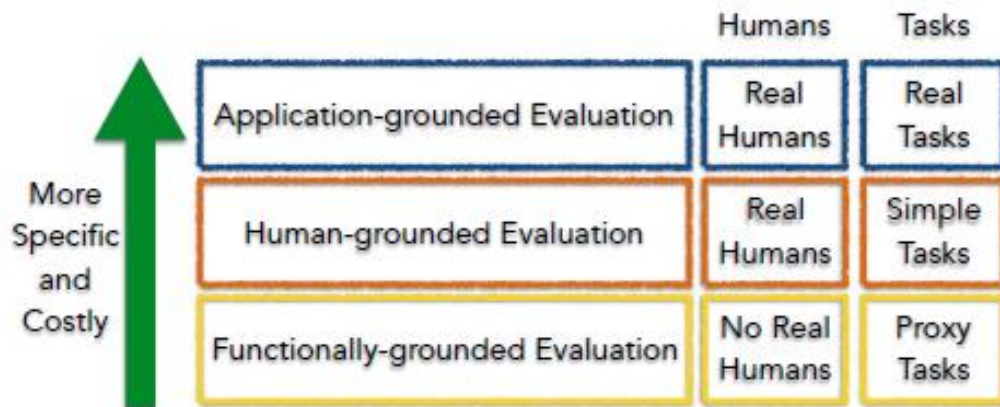 Humans Tasks
Application-grounded Evaluation
Real
Humans
Real
Tasks
More
Specific
and
Costly
Human-grounded Evaluation
Real
Humans
Simple
Tasks
Functionally-grounded Evaluation
No Real
Humans
Proxy
Tasks